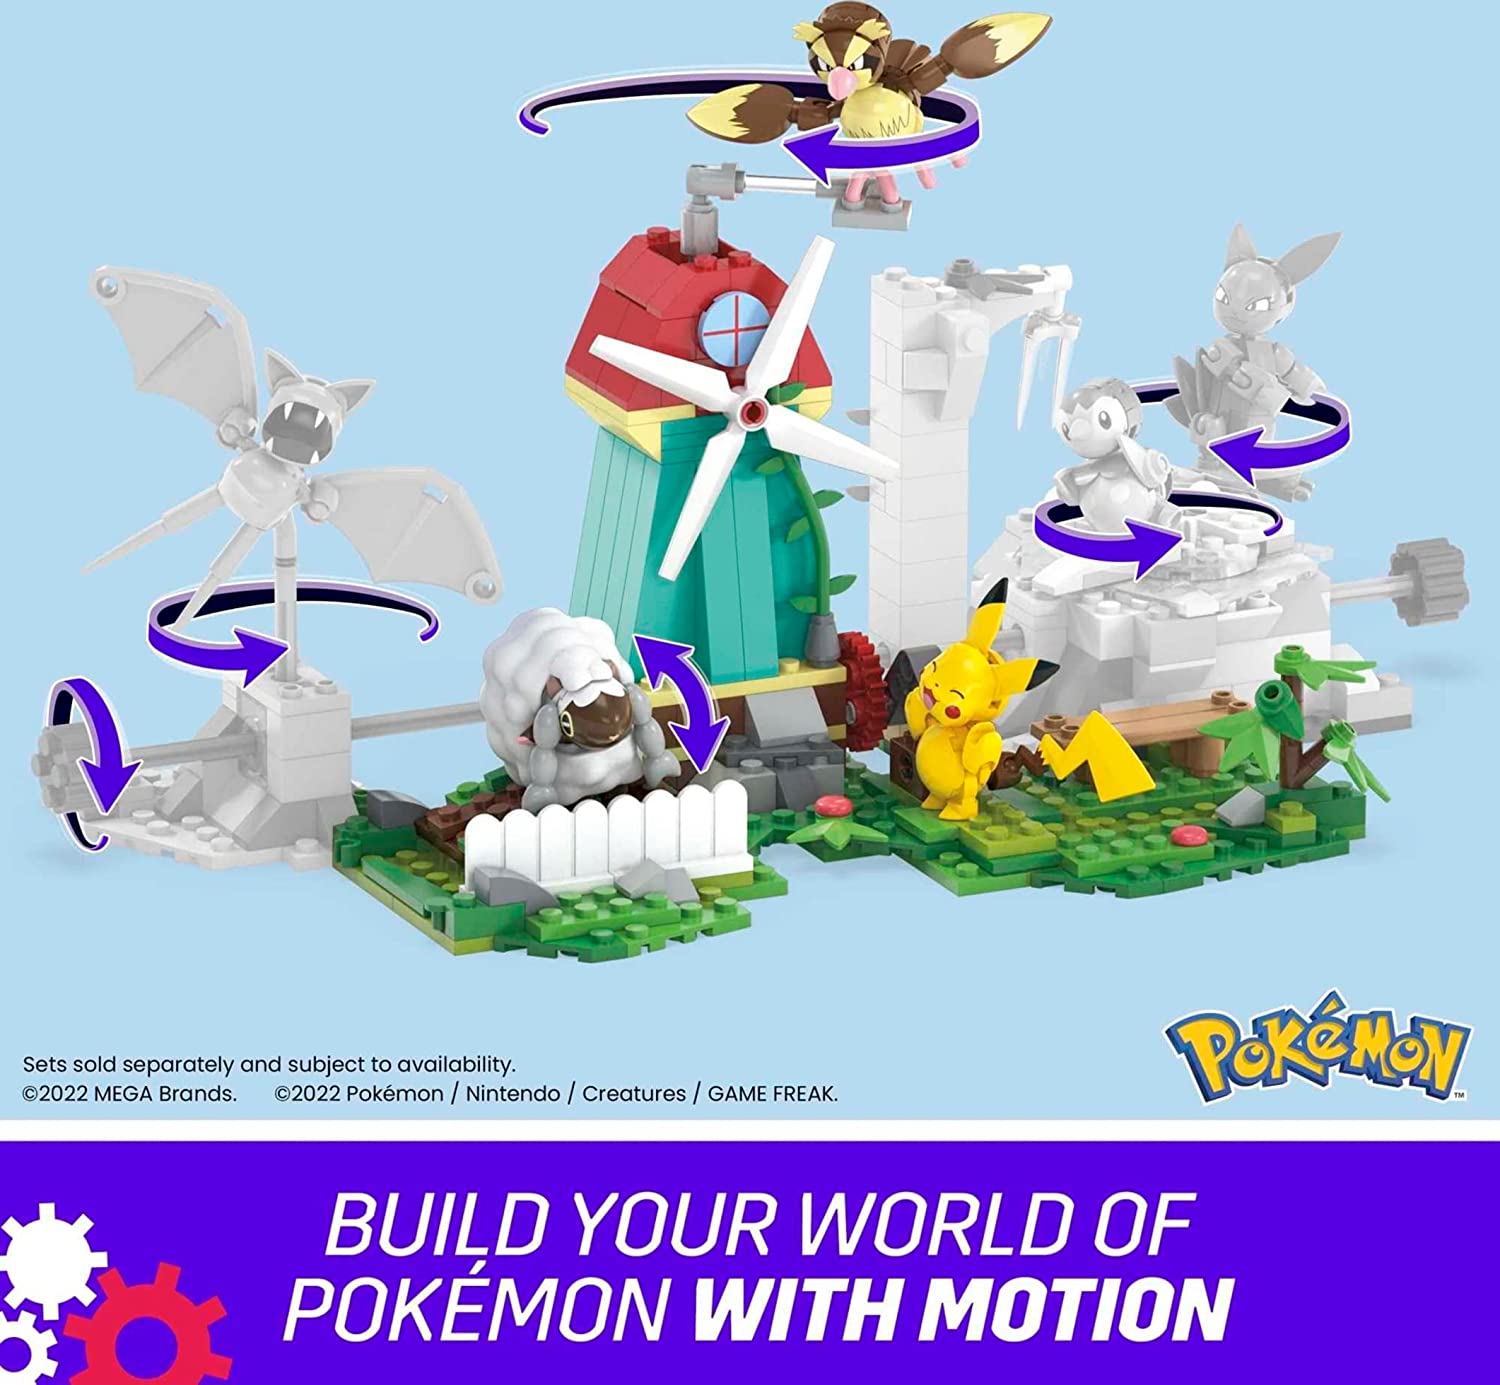 POKÉMON™
Sets sold separately and subject to availability.
©2022 MEGA Brands. ©2022 Pokémon / Nintendo / Creatures / GAME FREAK.
BUILD YOUR WORLD OF
POKÉMON WITH MOTION